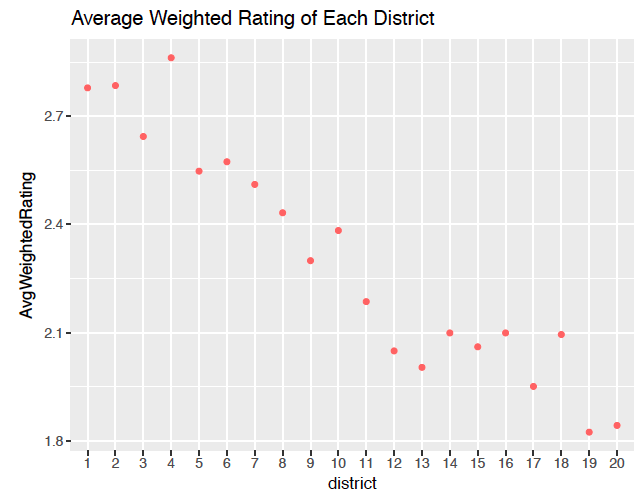 Average Weighted Rating of Each District
AvgWeightedRating
2.7
2.4
2.1
1.8
1 2 3 4 5 6 7 8 9 10 11 12 13 14 15 16 17 18 19 20
district